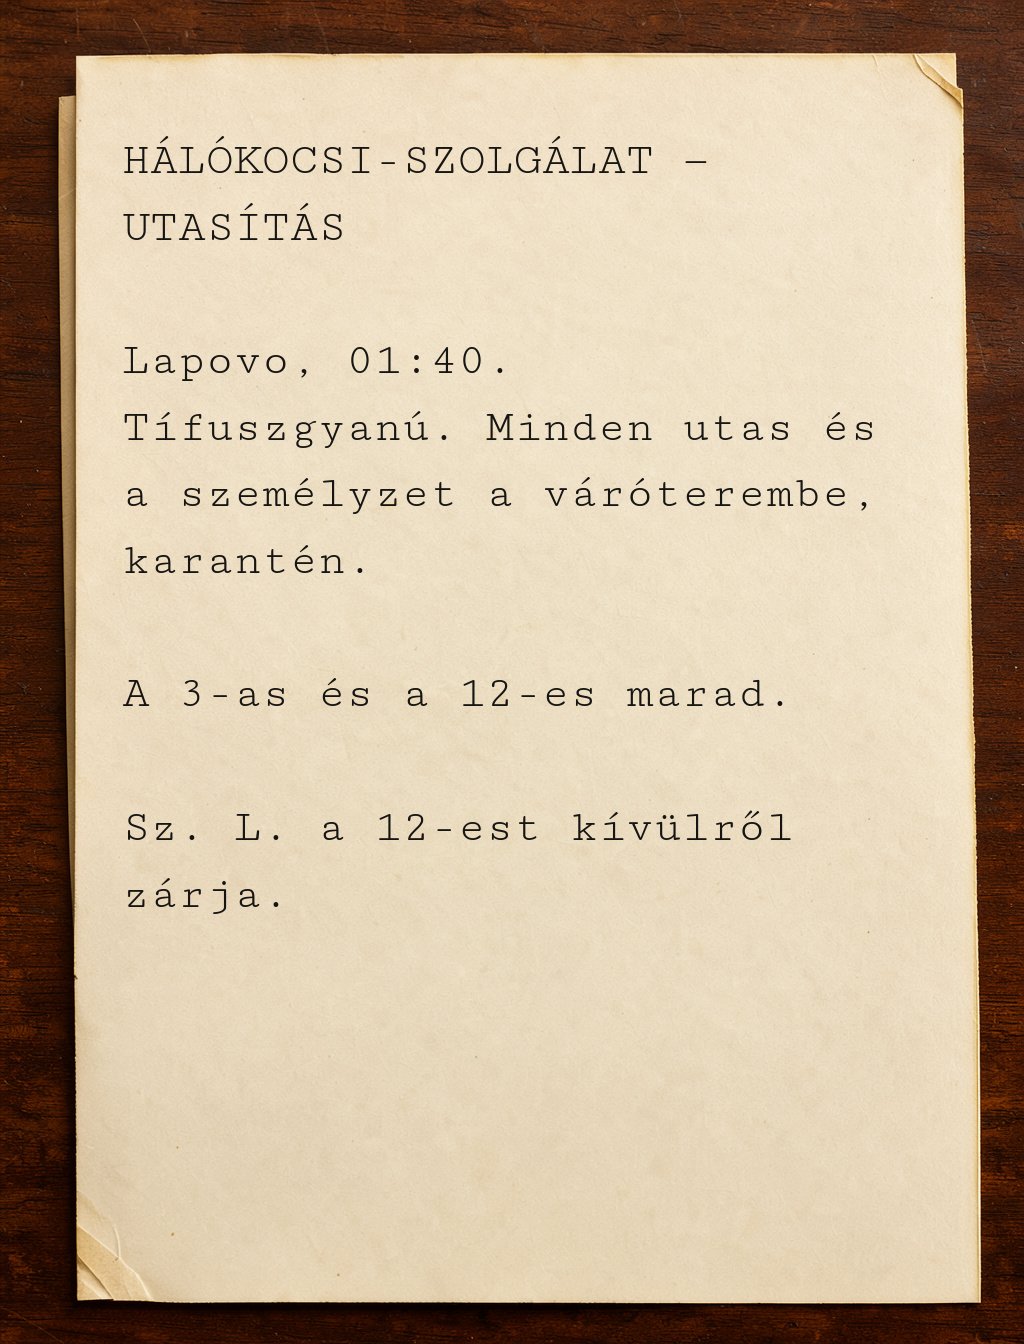 HÁLÓKOCSI-SZOLGÁLAT –
UTASÍTÁS
Lapovo, 01:40.
Tífuszgyanú. Minden utas és
a személyzet a váróterembe,
karantén.
A 3-as és a 12-es marad.
Sz. L. a 12-est kívülről
zárja.